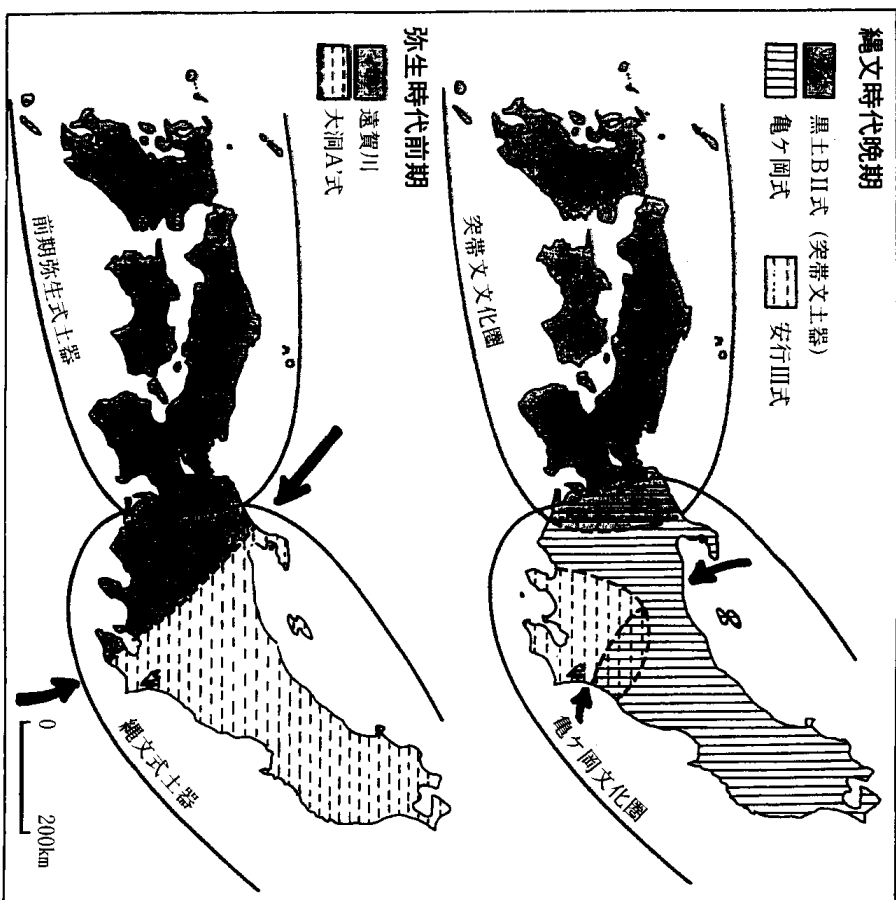 縄文時代晩期
黒土BII式（突帯文土器）
亀ケ岡式
安行III式
突帯文文化圏
亀ケ岡文化圏
弥生時代前期
遠賀川
大洞A'式
前期弥生式土器
縄文式土器
0
200km